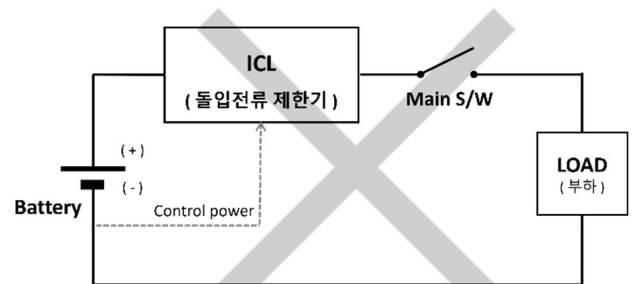 ICL
( 돌입전류 제한기 )
Main S/W
( + )
( - )
Battery
Control power
LOAD
( 부하 )